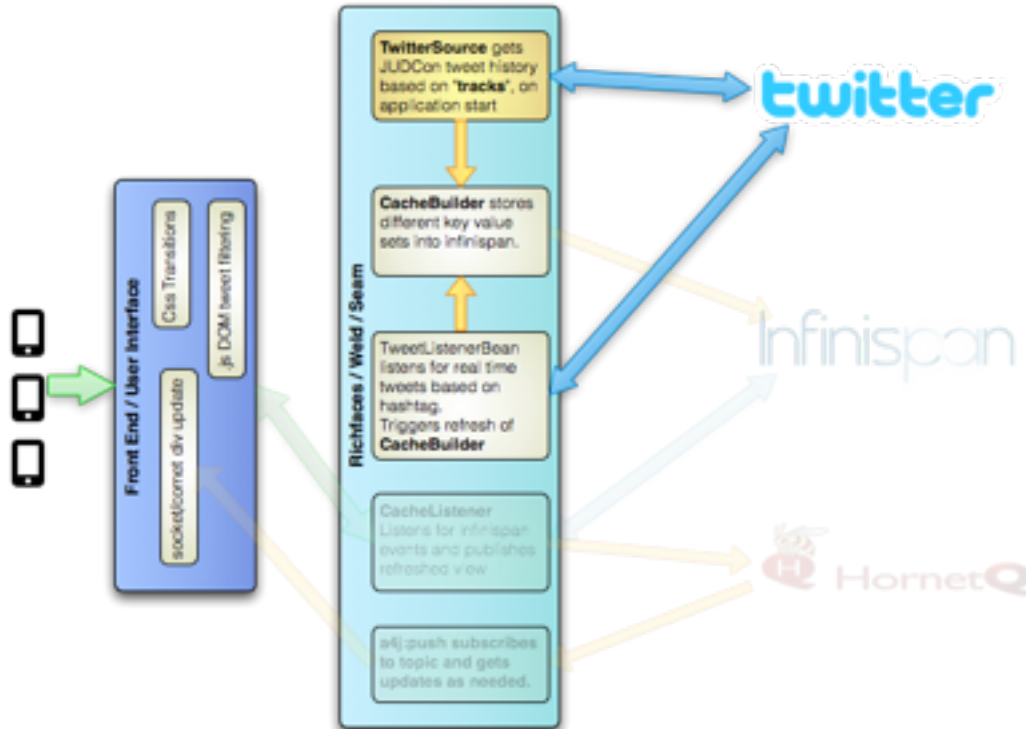 TwitterSource gets
JUDCon tweet history
based on "tracks", on
application start
twitter
CacheBuilder stores
different key value
sets into infinispan.
Front End / User Interface
Css Transitions
.js DOM tweet filtering
socket/comet div update
Richfaces / Weld / Seam
TweetListenerBean
listens for real time
tweets based on
hashtag.
Triggers refresh of
CacheBuilder
Infinispan
CacheListener
Listens for infinispan
events and publishes
refreshed view
H HornetQ
a4j:push subscribes
to topic and gets
updates as needed.